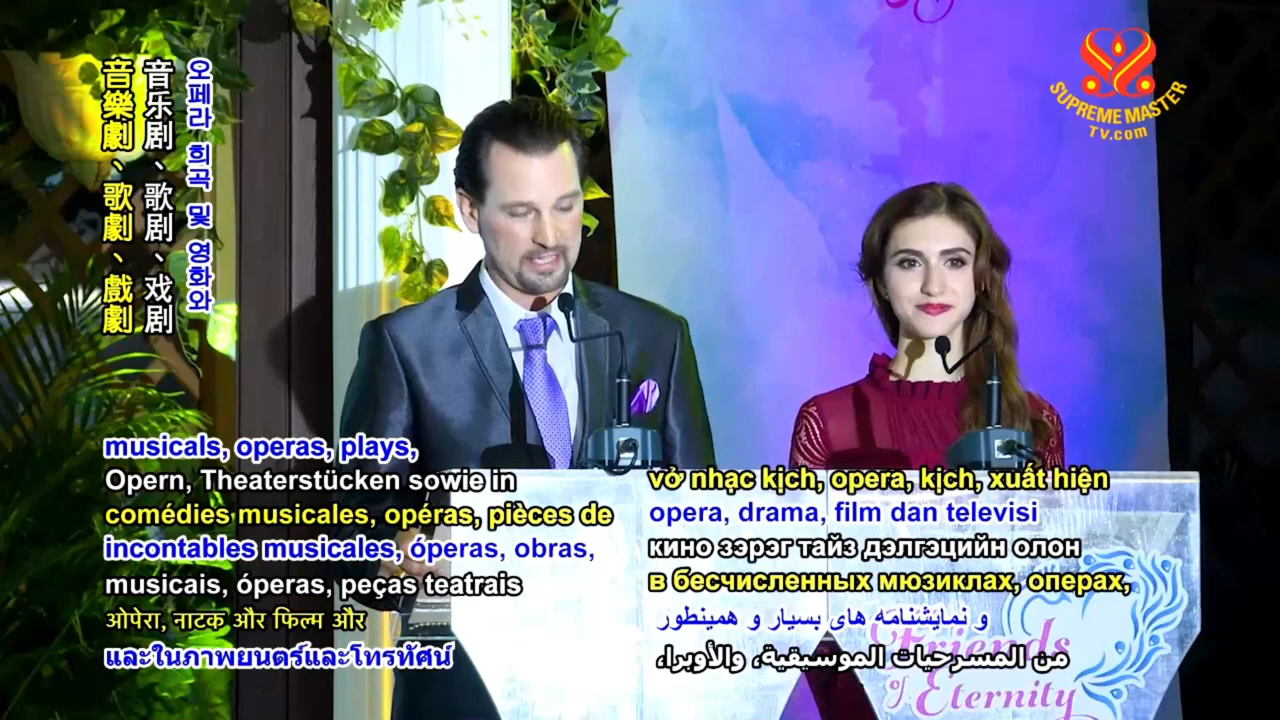 SUPREME MASTER
TV.com
오페라 희곡 및 영화와
音乐剧、歌剧、戏剧
音樂劇、歌劇、戲劇
musicals, operas, plays,
Opern, Theaterstücken sowie in
comédies musicales, opéras, pièces de
incontables musicales, óperas, obras,
musicais, óperas, peças teatrais
ओपेरा, नाटक और फिल्म और
และในภาพยนตร์และโทรทัศน์
vở nhạc kịch, opera, kịch, xuất hiện
opera, drama, film dan televisi
кино зэрэг тайз дэлгэцийн олон
в бесчисленных мюзиклах, операх,
و نمایشنامه های بسیار و همینطور
من المسرحيات الموسيقية، والأوبرا،
Friends
of Eternity